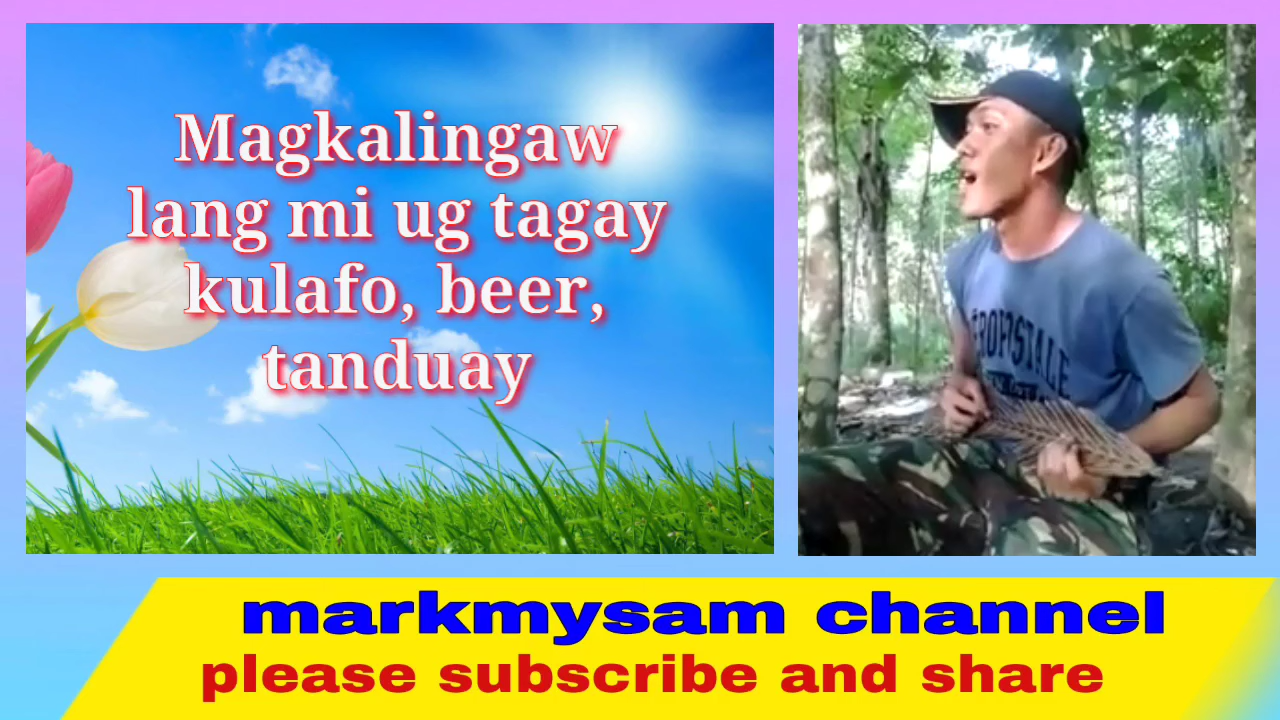 Magkalingaw
lang mi ug tagay
kulafo, beer,
tanduay
markmysam channel
please subscribe and share